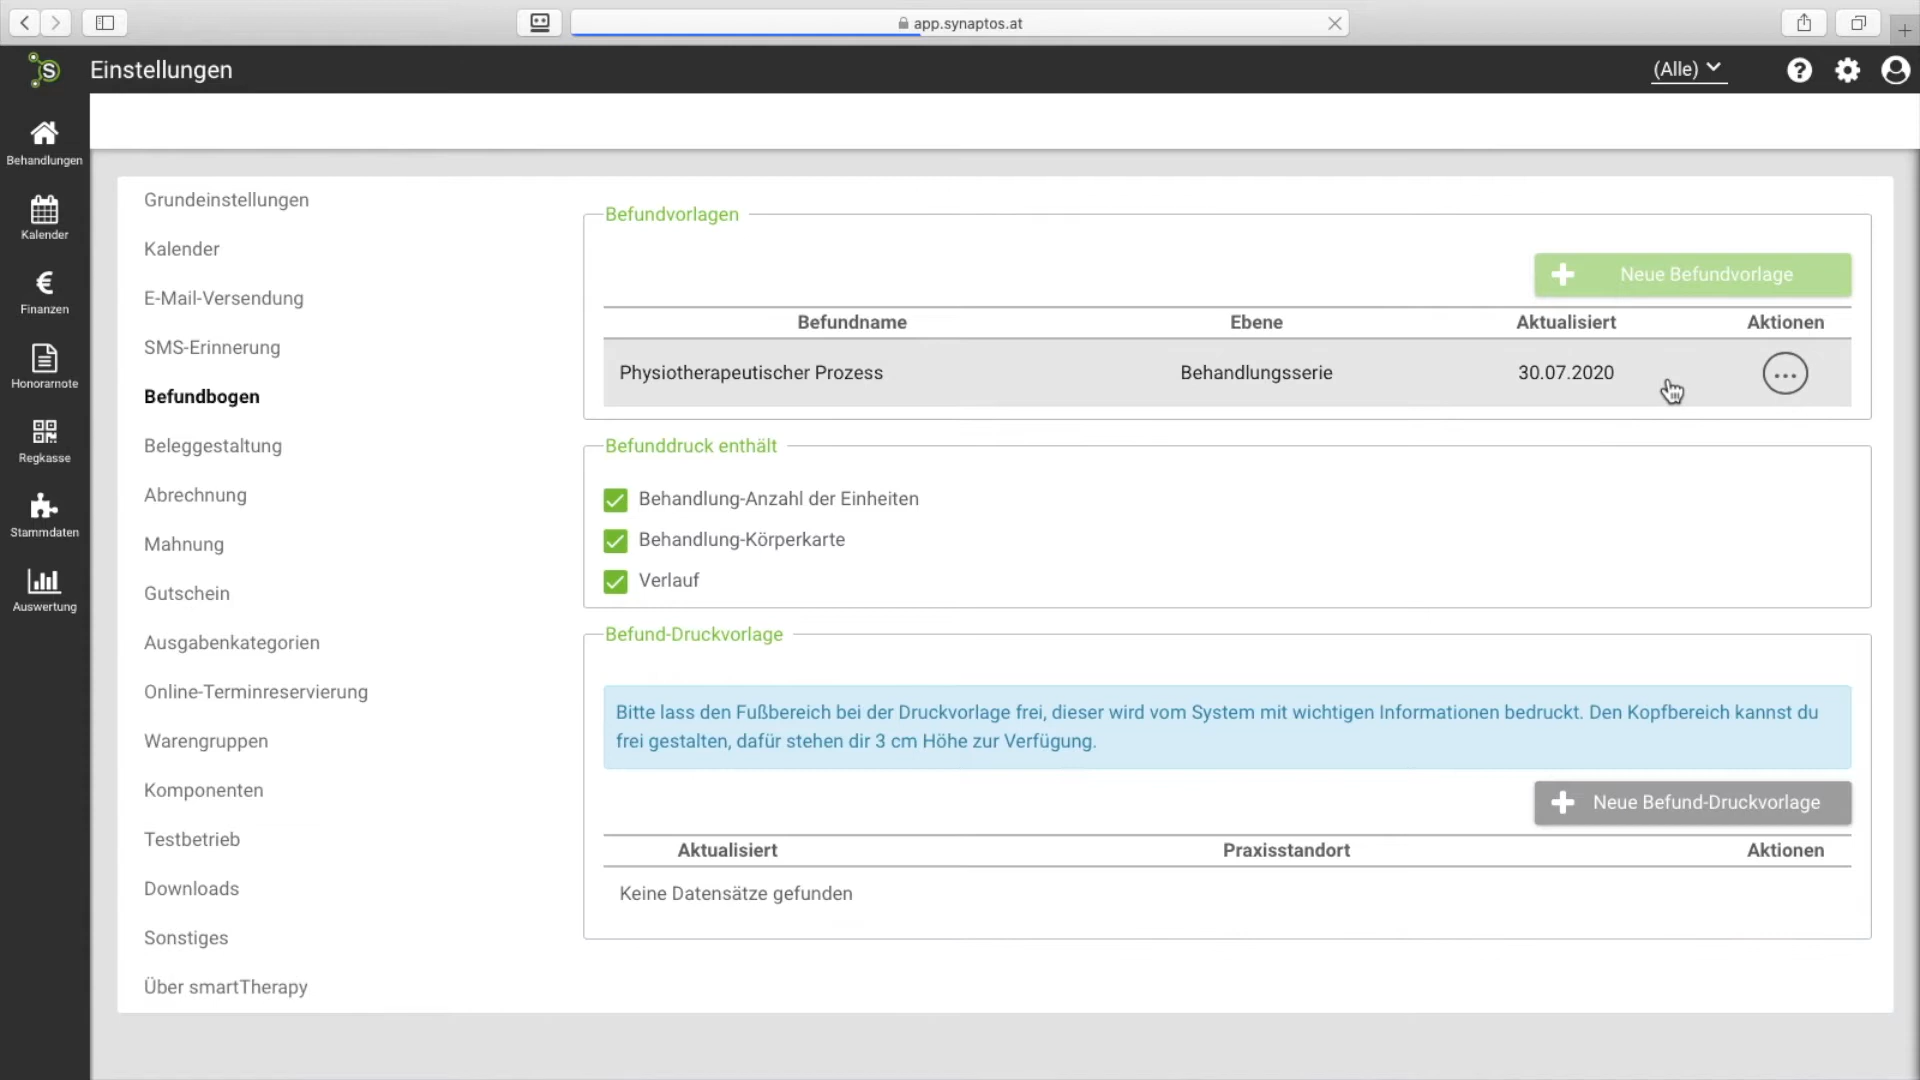 app.synaptos.at
S
Einstellungen
(Alle)
Behandlungen
Kalender
Finanzen
Honorarnote
Regkasse
Stammdaten
Auswertung
Grundeinstellungen
Kalender
E-Mail-Versendung
SMS-Erinnerung
Befundbogen
Beleggestaltung
Abrechnung
Mahnung
Gutschein
Ausgabenkategorien
Online-Terminreservierung
Warengruppen
Komponenten
Testbetrieb
Downloads
Sonstiges
Über smartTherapy
Befundvorlagen
Neue Befundvorlage
Befundname Ebene Aktualisiert Aktionen
Physiotherapeutischer Prozess Behandlungsserie 30.07.2020
Befunddruck enthält
Behandlung-Anzahl der Einheiten
Behandlung-Körperkarte
Verlauf
Befund-Druckvorlage
Bitte lass den Fußbereich bei der Druckvorlage frei, dieser wird vom System mit wichtigen Informationen bedruckt. Den Kopfbereich kannst du
frei gestalten, dafür stehen dir 3 cm Höhe zur Verfügung.
Neue Befund-Druckvorlage
Aktualisiert Praxisstandort Aktionen
Keine Datensätze gefunden